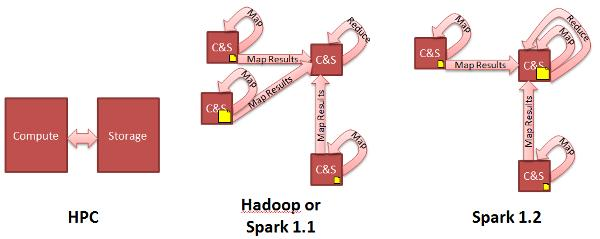 Compute
Storage
HPC
Map
C&S
Map Results
Reduce
C&S
Map
C&S
Map Results
Map Results
Map
C&S
Hadoop or
Spark 1.1
Map
C&S
Map Results
Reduce
Map
C&S
Map Results
Map
C&S
Spark 1.2